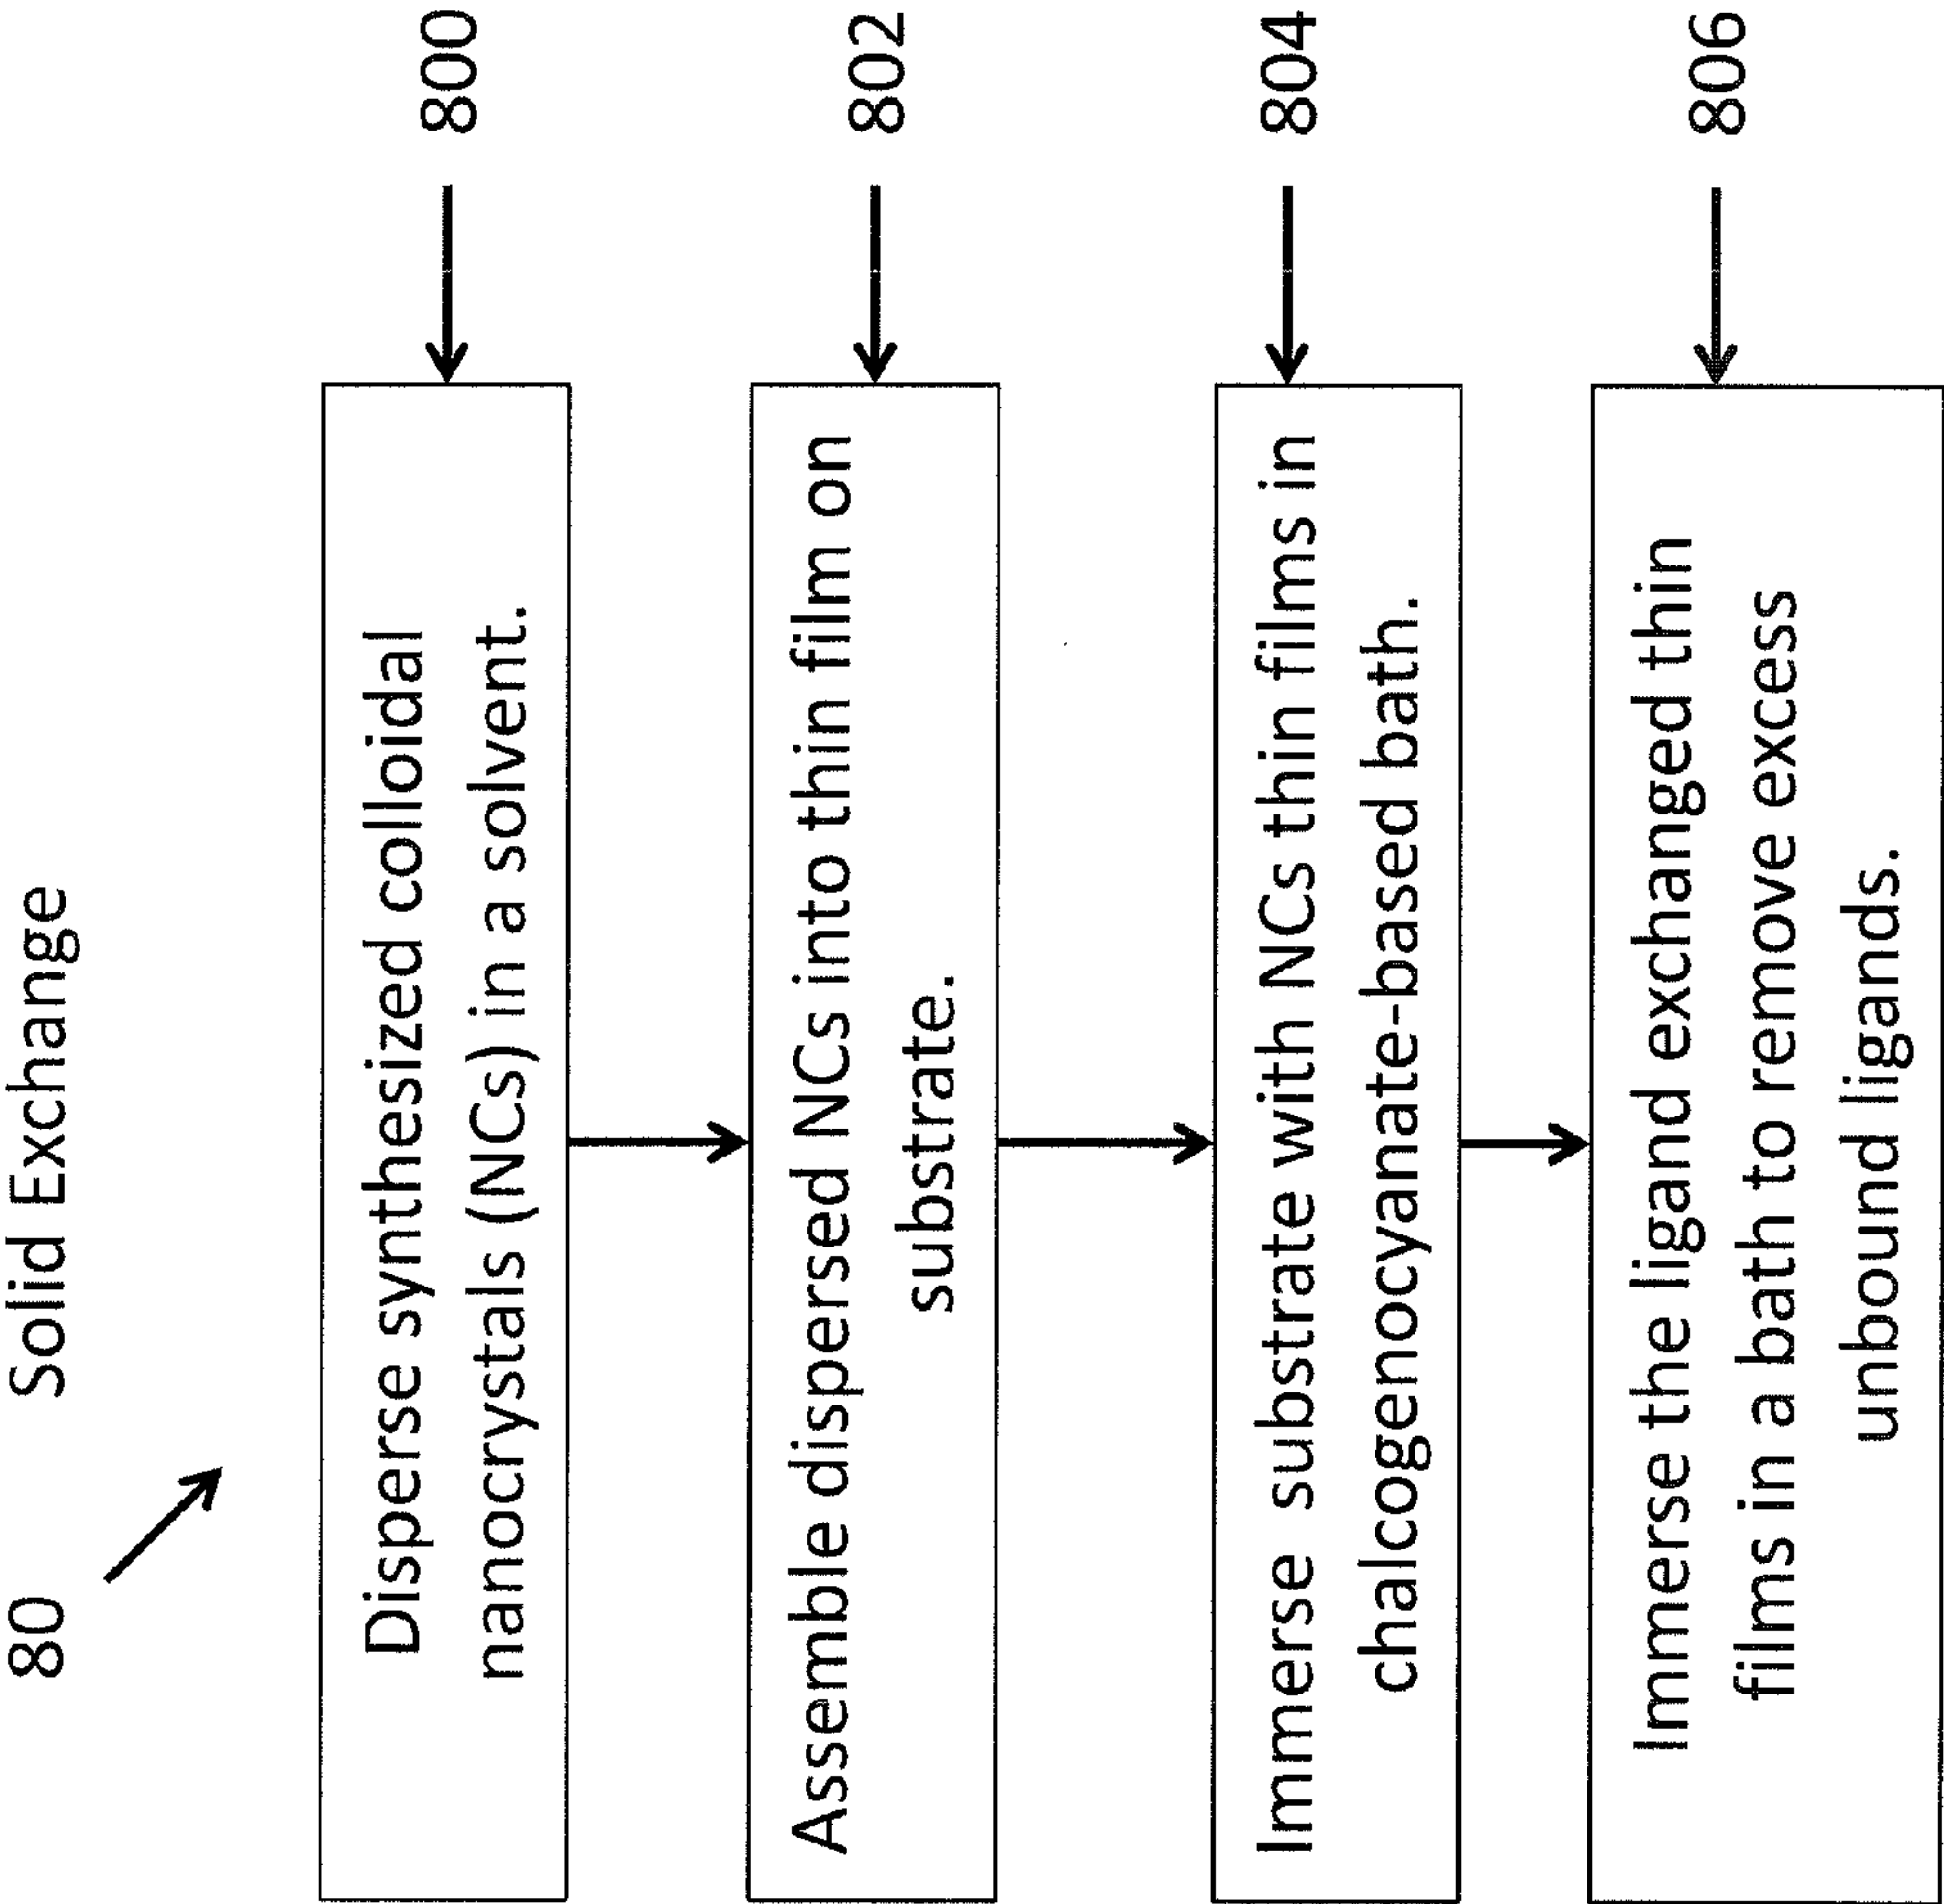 80 Solid Exchange
Disperse synthesized colloidal
nanocrystals (NCs) in a solvent.
800
Assemble dispersed NCs into thin film on
substrate.
802
Immerse substrate with NCs thin films in
chalcogenocyanate-based bath.
804
Immerse the ligand exchanged thin
films in a bath to remove excess
unbound ligands.
806